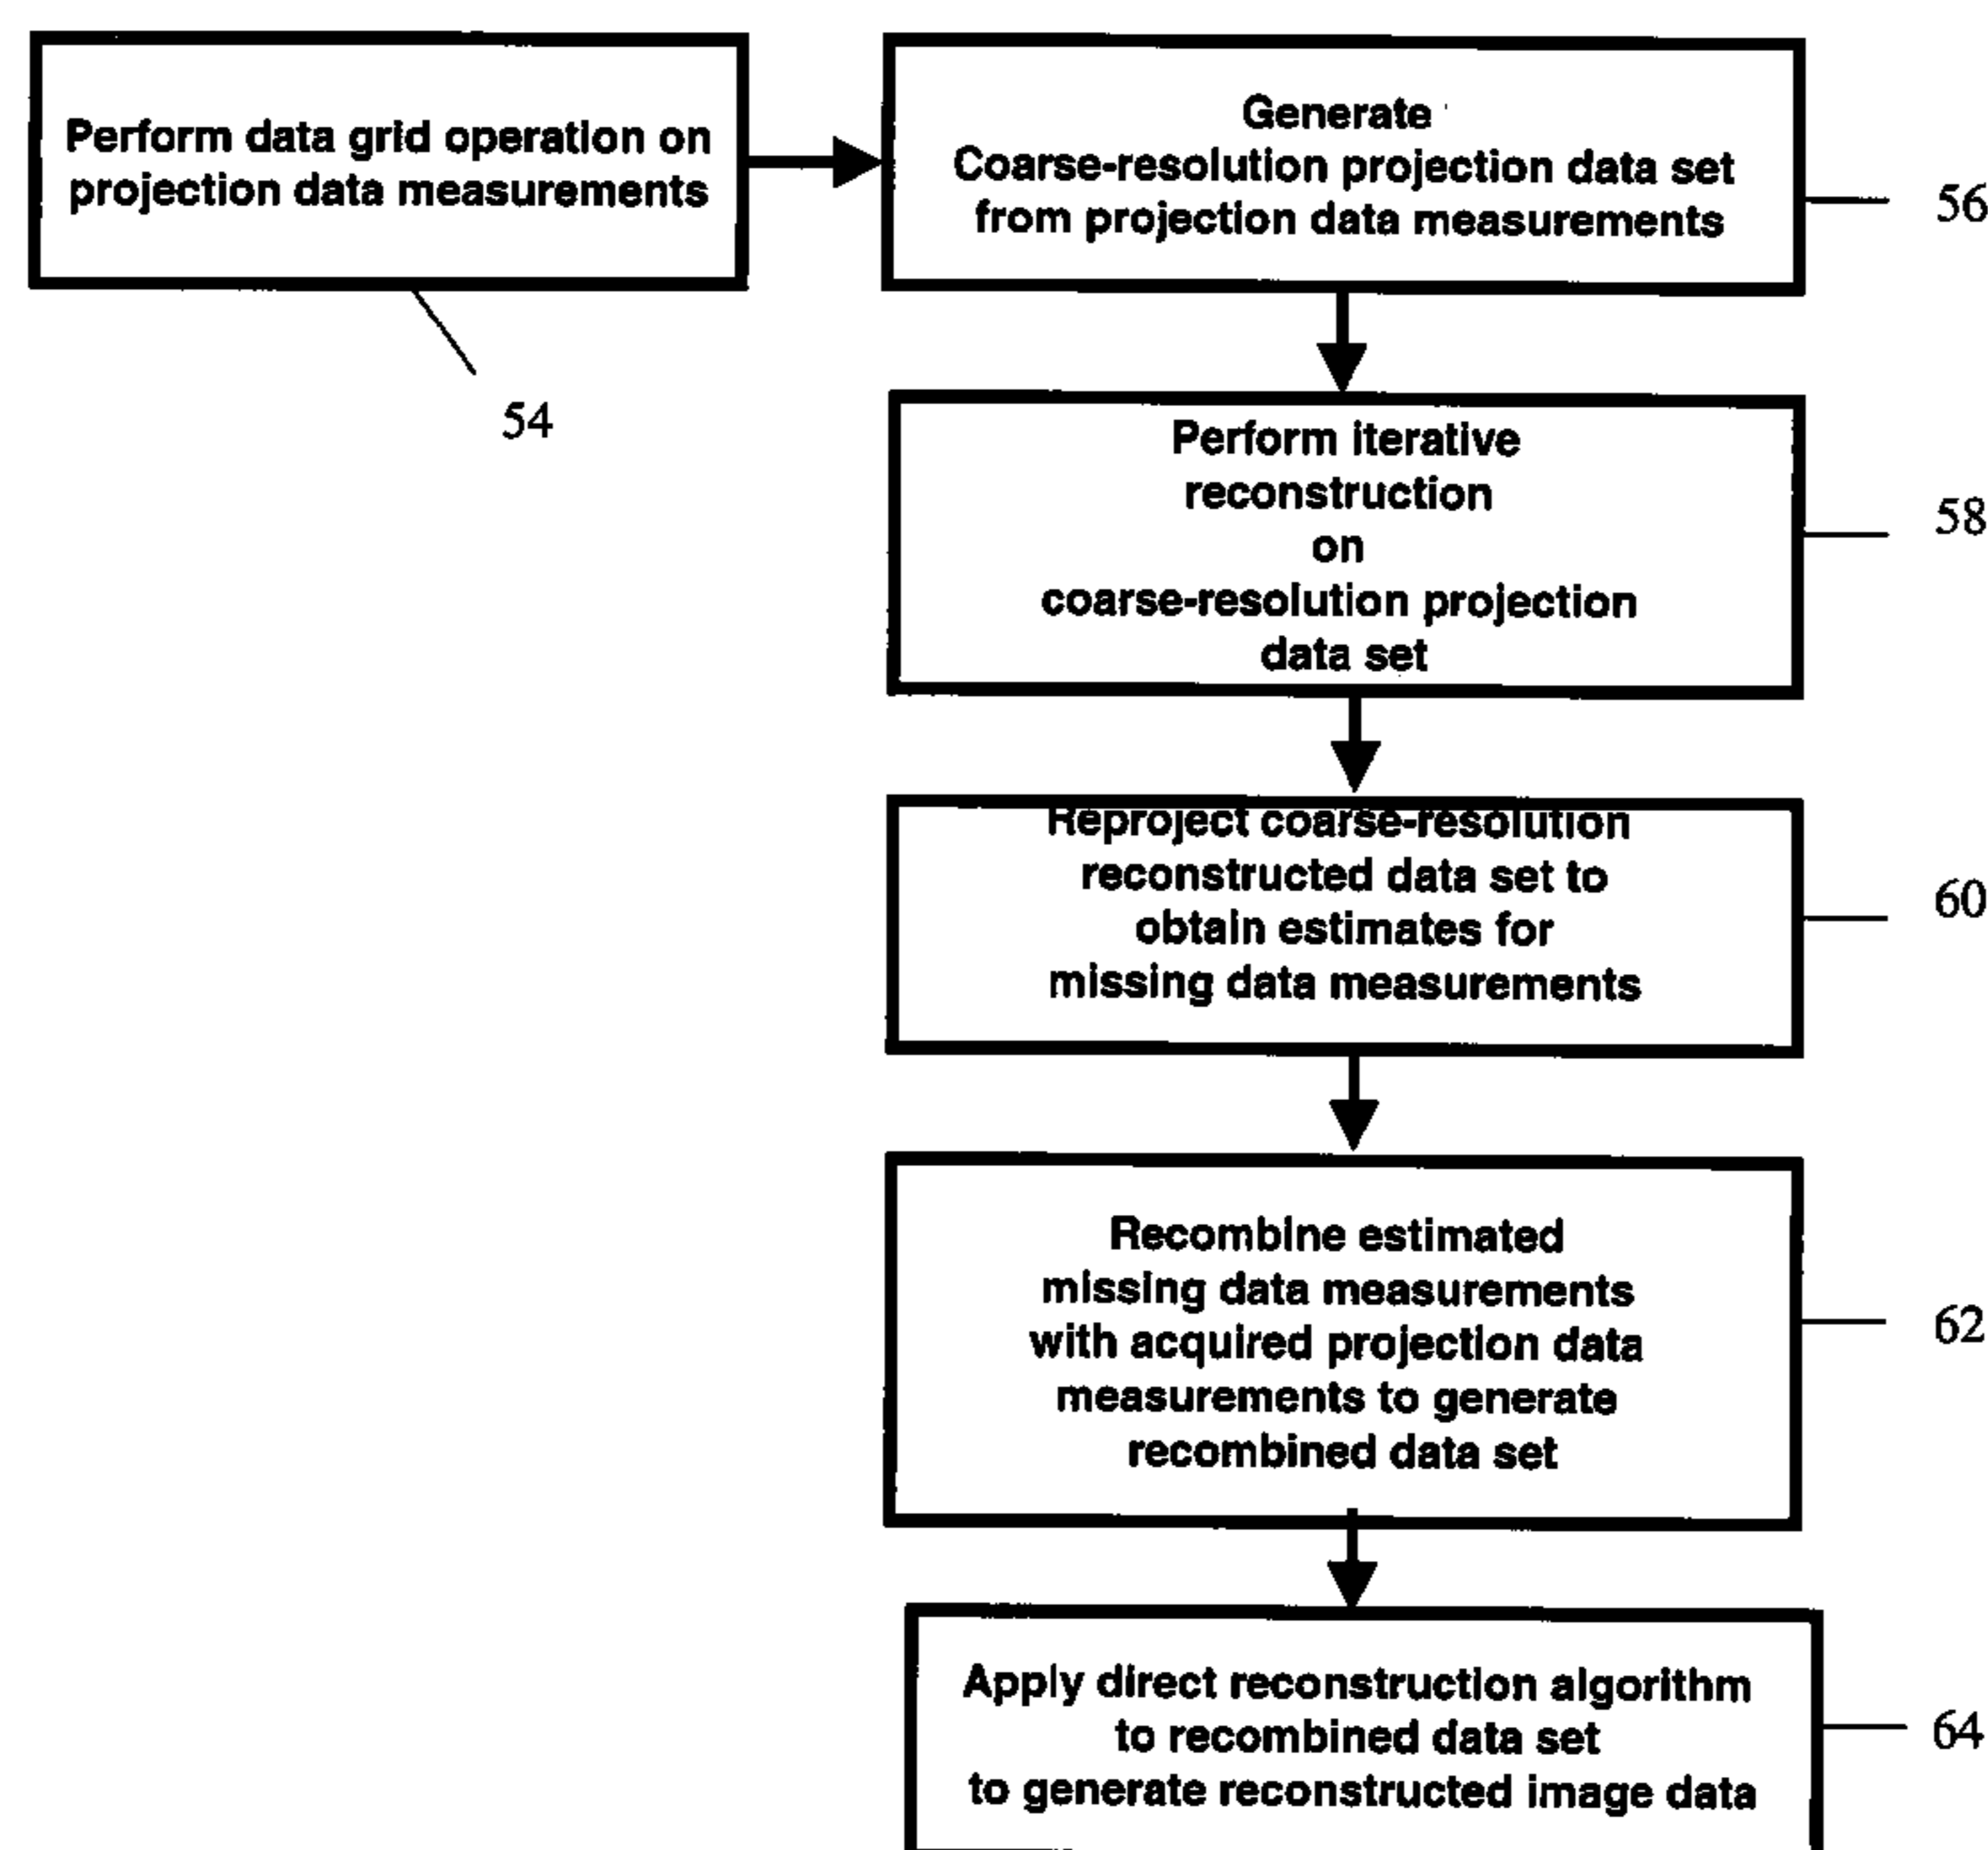 Perform data grid operation on
projection data measurements
54
Generate
Coarse-resolution projection data set
from projection data measurements
56
Perform iterative
reconstruction
on
coarse-resolution projection
data set
58
Reproject coarse-resolution
reconstructed data set to
obtain estimates for
missing data measurements
60
Recombine estimated
missing data measurements
with acquired projection data
measurements to generate
recombined data set
62
Apply direct reconstruction algorithm
to recombined data set
to generate reconstructed image data
64